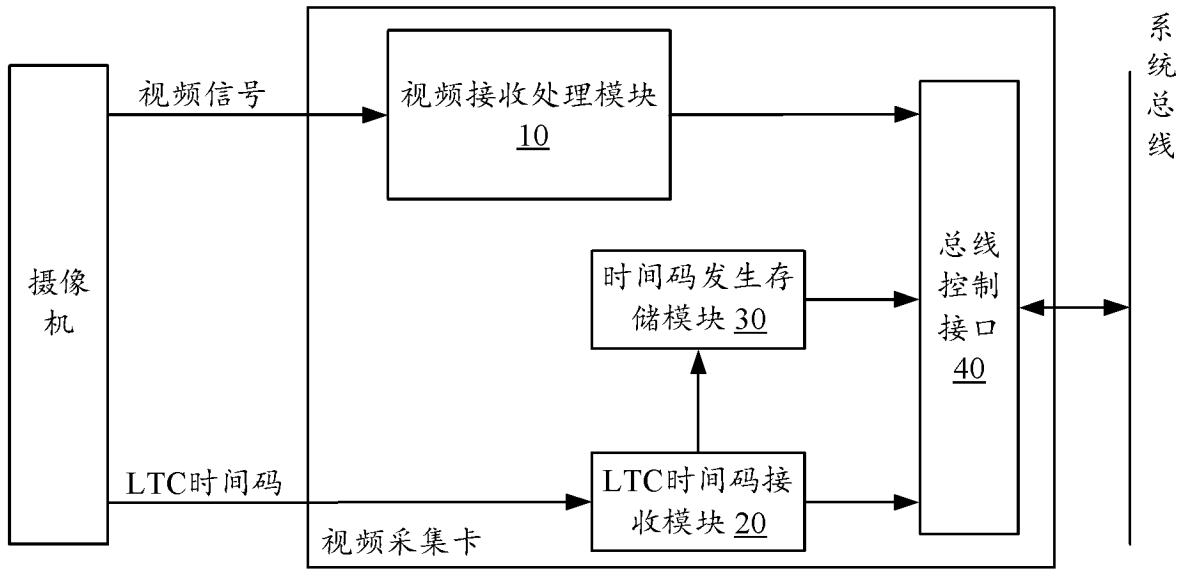 视频信号
视频接收处理模块
10
系
统
总
线
摄像
机
时间码发生存
储模块 30
总线
控制
接口
40
LTC时间码
LTC时间码接
收模块 20
视频采集卡